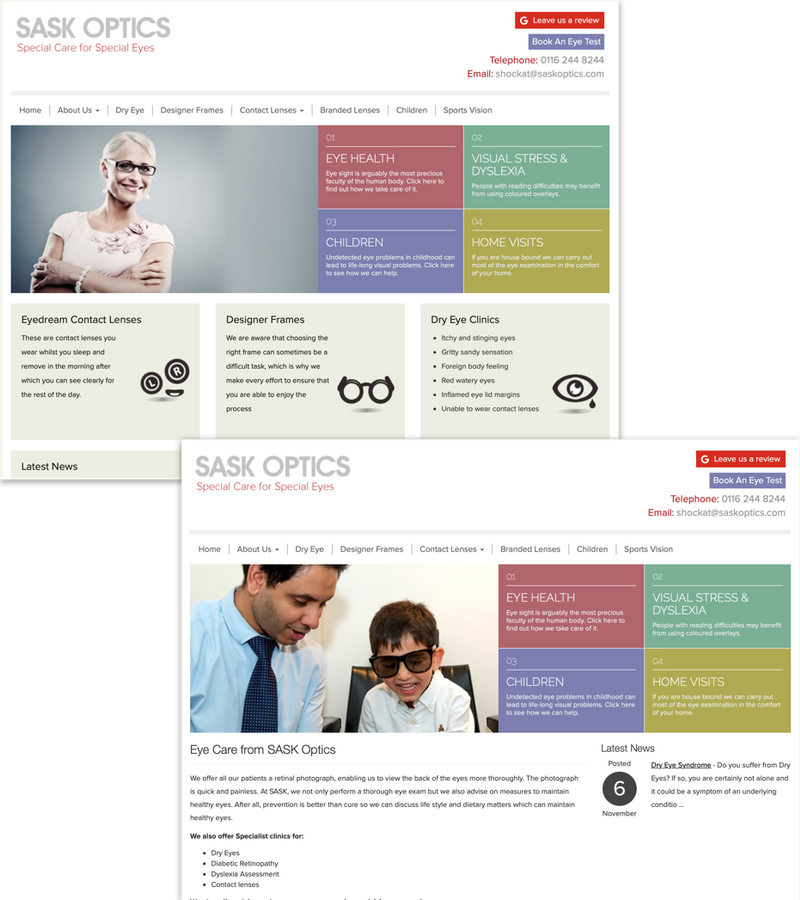 SASK OPTICS
Special Care for Special Eyes
G Leave us a review
Book An Eye Test
Telephone: 0116 244 8244
Email: shockat@saskoptics.com
Home
About Us
Dry Eye
Designer Frames
Contact Lenses
Branded Lenses
Children
Sports Vision
01
EYE HEALTH
Eye sight is arguably the most precious
faculty of the human body. Click here to
find out how we take care of it.
02
VISUAL STRESS &
DYSLEXIA
People with reading difficulties may benefit
from using coloured overlays.
03
CHILDREN
Undetected eye problems in childhood can
lead to life-long visual problems. Click here
to see how we can help.
04
HOME VISITS
If you are house bound we can carry out
most of the eye examination in the comfort
of your home.
Eyedream Contact Lenses
These are contact lenses you
wear whilst you sleep and
remove in the morning after
which you can see clearly for
the rest of the day.
L R
Designer Frames
We are aware that choosing the
right frame can sometimes be a
difficult task, which is why we
make every effort to ensure that
you are able to enjoy the
process
Dry Eye Clinics
• Itchy and stinging eyes
• Gritty sandy sensation
• Foreign body feeling
• Red watery eyes
• Inflamed eye lid margins
• Unable to wear contact lenses
Latest News
SASK OPTICS
Special Care for Special Eyes
G Leave us a review
Book An Eye Test
Telephone: 0116 244 8244
Email: shockat@saskoptics.com
Home
About Us
Dry Eye
Designer Frames
Contact Lenses
Branded Lenses
Children
Sports Vision
01
EYE HEALTH
Eye sight is arguably the most precious
faculty of the human body. Click here to
find out how we take care of it.
02
VISUAL STRESS &
DYSLEXIA
People with reading difficulties may benefit
from using coloured overlays.
03
CHILDREN
Undetected eye problems in childhood can
lead to life-long visual problems. Click here
to see how we can help.
04
HOME VISITS
If you are house bound we can carry out
most of the eye examination in the comfort
of your home.
Eye Care from SASK Optics
We offer all our patients a retinal photograph, enabling us to view the back of the eyes more thoroughly. The photograph
is quick and painless. At SASK, we not only perform a thorough eye exam but we also advise on measures to maintain
healthy eyes. After all, prevention is better than cure so we can discuss life style and dietary matters which can maintain
healthy eyes.
We also offer Specialist clinics for:
• Dry Eyes
• Diabetic Retinopathy
• Dyslexia Assessment
• Contact lenses
Latest News
Posted
6
November
Dry Eye Syndrome - Do you suffer from Dry
Eyes? If so, you are certainly not alone and
it could be a symptom of an underlying
conditio ...